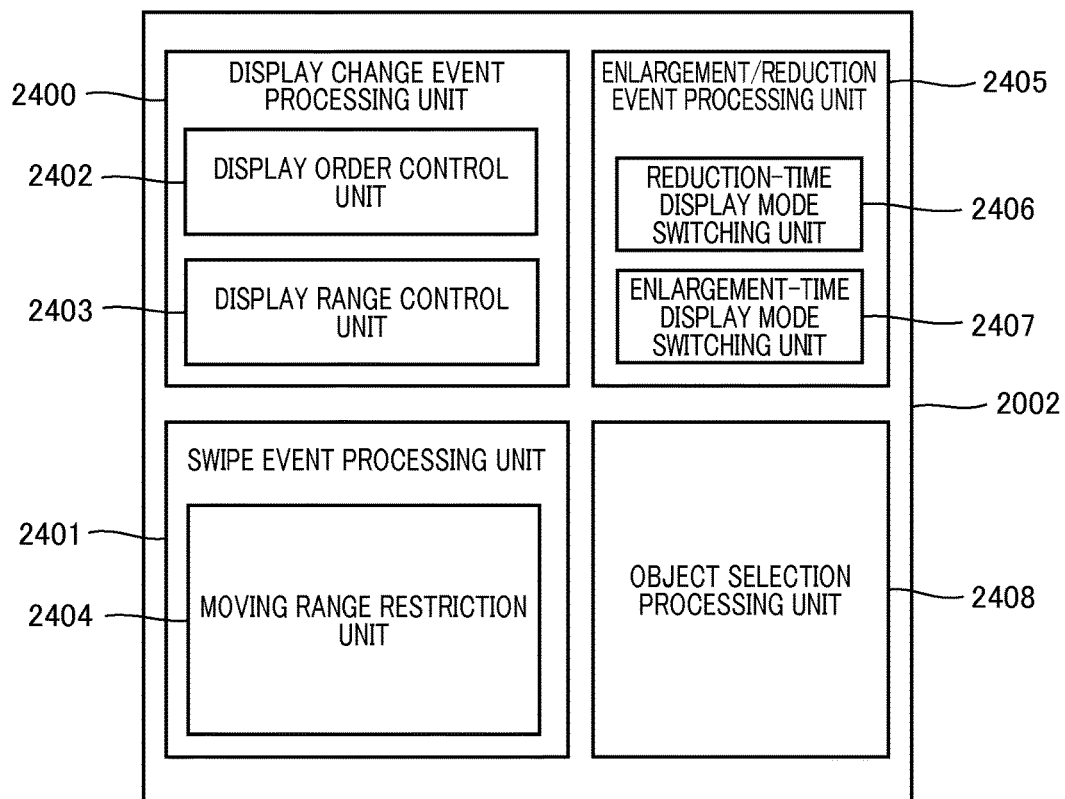 2400
DISPLAY CHANGE EVENT
PROCESSING UNIT
2402
DISPLAY ORDER CONTROL
UNIT
2403
DISPLAY RANGE CONTROL
UNIT
ENLARGEMENT/REDUCTION
EVENT PROCESSING UNIT
2405
REDUCTION-TIME
DISPLAY MODE
SWITCHING UNIT
2406
ENLARGEMENT-TIME
DISPLAY MODE
SWITCHING UNIT
2407
2002
SWIPE EVENT PROCESSING UNIT
2401
2404
MOVING RANGE RESTRICTION
UNIT
OBJECT SELECTION
PROCESSING UNIT
2408